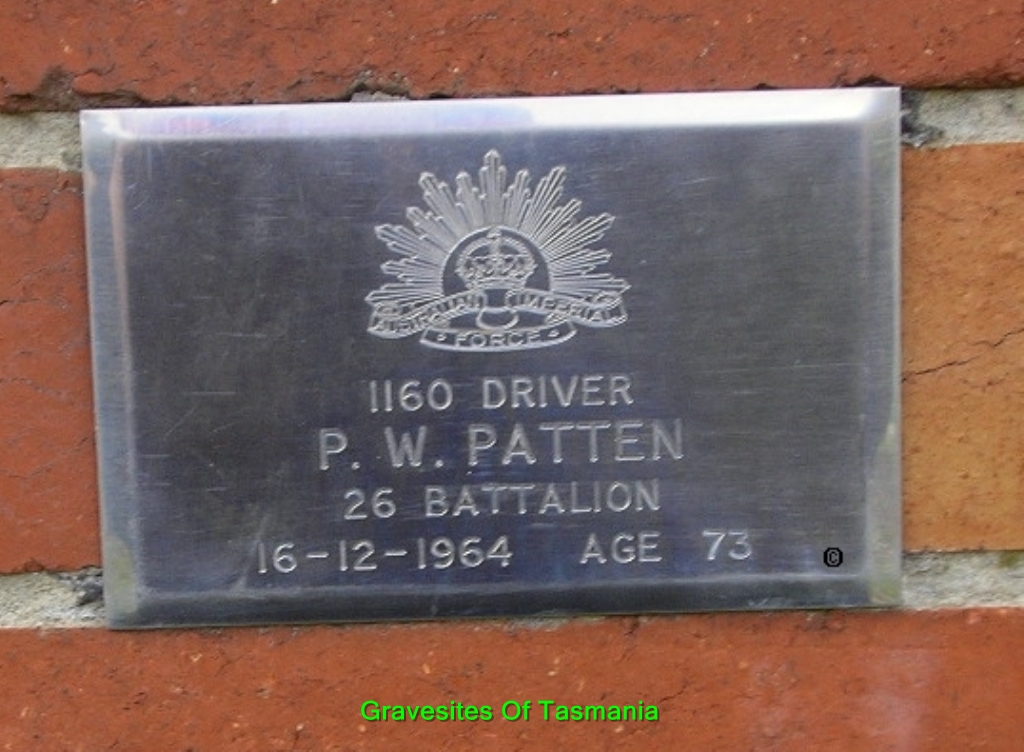 AUSTRALIAN IMPERIAL
FORCE
1160 DRIVER
P. W. PATTEN
26 BATTALION
16-12-1964 AGE 73
©
Gravesites Of Tasmania